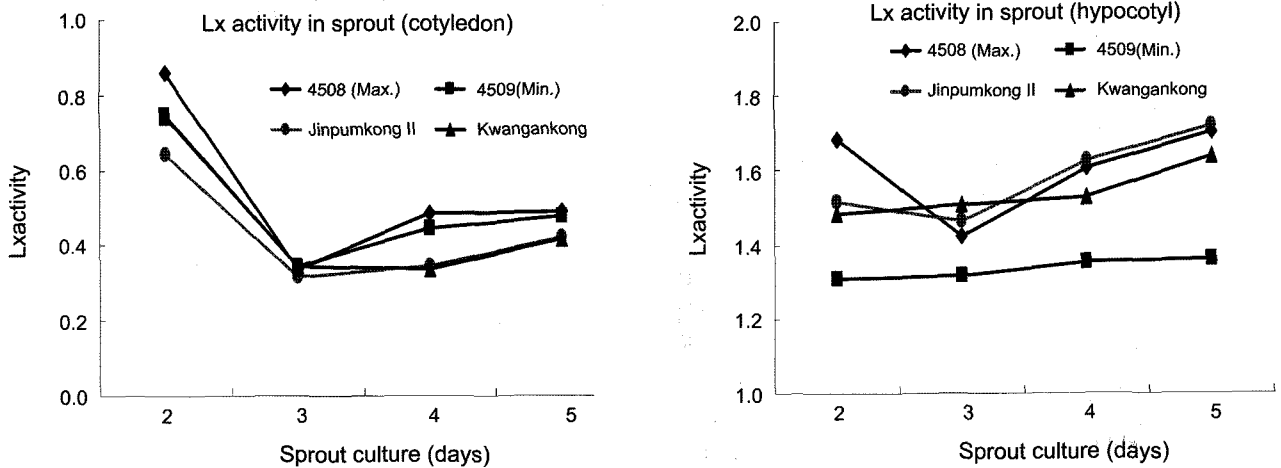 Lx activity in sprout (cotyledon)
4508 (Max.)
4509(Min.)
Jinpumkong II
Kwangankong
1.0
0.8
0.6
0.4
0.2
0.0
Lxactivity
2 3 4 5
Sprout culture (days)
Lx activity in sprout (hypocotyl)
4508 (Max.)
4509(Min.)
Jinpumkong II
Kwangankong
2.0
1.8
1.6
1.4
1.2
1.0
Lxactivity
2 3 4 5
Sprout culture (days)